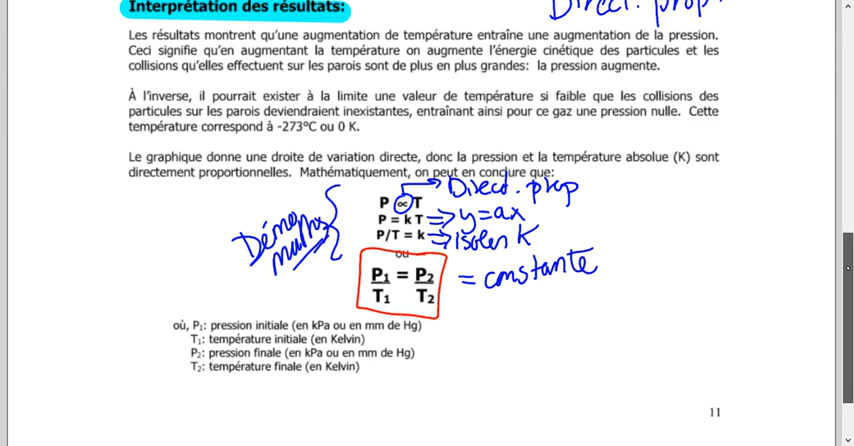 Direct. prop.
Interprétation des résultats:
Les résultats montrent qu'une augmentation de température entraîne une augmentation de la pression.
Ceci signifie qu'en augmentant la température on augmente l'énergie cinétique des particules et les
collisions qu'elles effectuent sur les parois sont de plus en plus grandes: la pression augmente.
À l'inverse, il pourrait exister à la limite une valeur de température si faible que les collisions des
particules sur les parois deviendraient inexistantes, entraînant ainsi pour ce gaz une pression nulle. Cette
température correspond à -273°C ou 0 K.
Le graphique donne une droite de variation directe, donc la pression et la température absolue (K) sont
directement proportionnelles. Mathématiquement, on peut en conclure que:
P ∝ T → Direct. prop
P = k T ⇒ y=ax
P/T = k ⇒ isoler K
Démo
maths
ou
P₁ = P₂ = constante
T₁ T₂
où, P₁: pression initiale (en kPa ou en mm de Hg)
T₁: température initiale (en Kelvin)
P₂: pression finale (en kPa ou en mm de Hg)
T₂: température finale (en Kelvin)
11